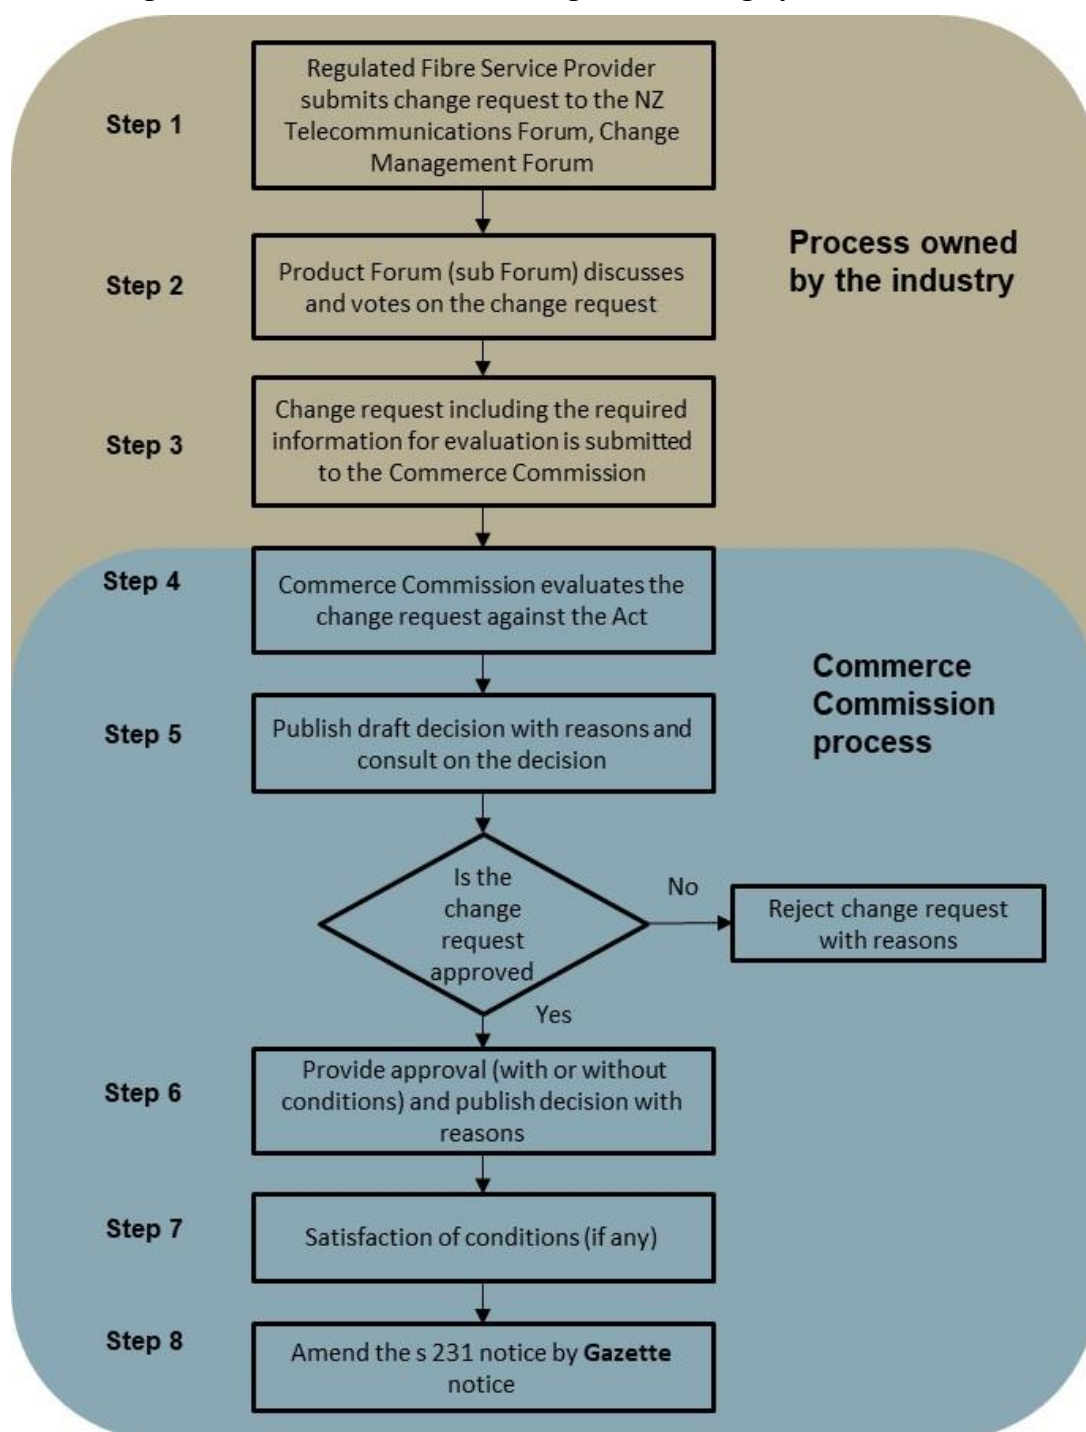 Step 1
Regulated Fibre Service Provider
submits change request to the NZ
Telecommunications Forum, Change
Management Forum
Process owned
by the industry
Step 2
Product Forum (sub Forum) discusses
and votes on the change request
Step 3
Change request including the required
information for evaluation is submitted
to the Commerce Commission
Step 4
Commerce Commission evaluates the
change request against the Act
Commerce
Commission
process
Step 5
Publish draft decision with reasons and
consult on the decision
Is the
change
request
approved
No
Reject change request
with reasons
Yes
Step 6
Provide approval (with or without
conditions) and publish decision with
reasons
Step 7
Satisfaction of conditions (if any)
Step 8
Amend the s 231 notice by Gazette
notice